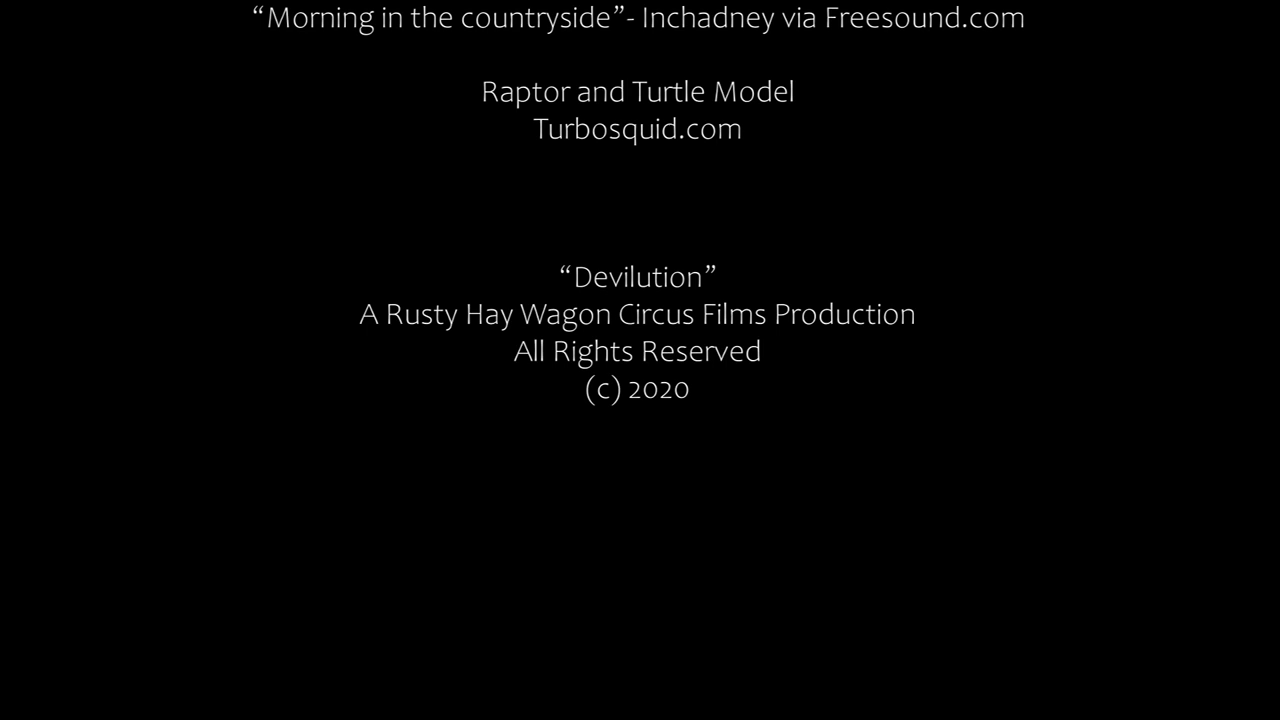 “Morning in the countryside”- Inchadney via Freesound.com
Raptor and Turtle Model
Turbosquid.com
“Devilution”
A Rusty Hay Wagon Circus Films Production
All Rights Reserved
(c) 2020